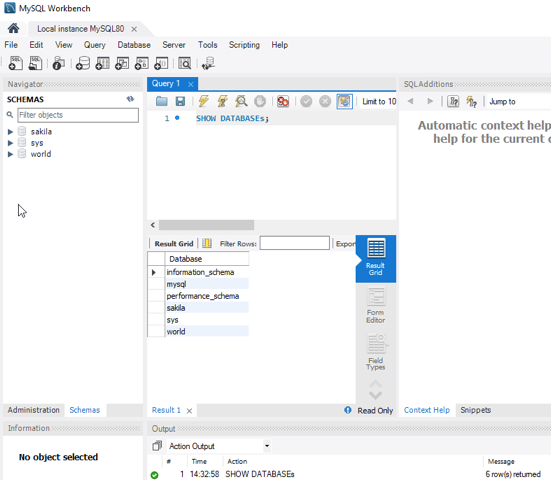 MySQL Workbench
Local instance MySQL80
File Edit View Query Database Server Tools Scripting Help
Navigator
SCHEMAS
Filter objects
sakila
sys
world
Administration Schemas
Information
No object selected
Query 1
Limit to 10
1 SHOW DATABASEs;
Result Grid Filter Rows: Export
Database
information_schema
mysql
performance_schema
sakila
sys
world
Result
Grid
Form
Editor
Field
Types
Result 1 Read Only
SQLAdditions
Jump to
Automatic context help
help for the current
Context Help Snippets
Output
Action Output
# Time Action Message
1 14:32:58 SHOW DATABASEs 6 row(s) returned